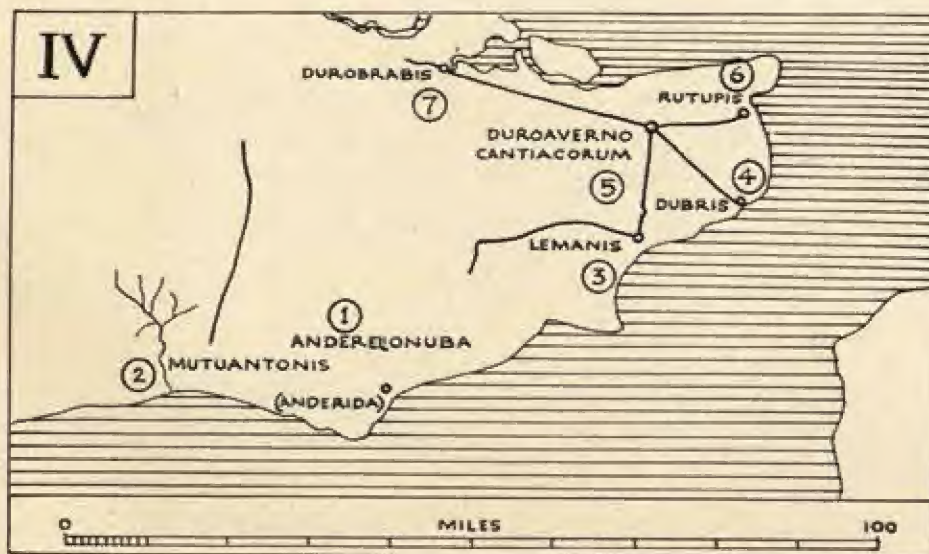 IV
DUROBRABIS
⑦
⑥
RUTUPIS
DUROAVERNO
CANTIACORUM
⑤
④
DUBRIS
LEMANIS
③
①
ANDERELIONUBA
②
MUTUANTONIS
(ANDERIDA)
0 MILES 100